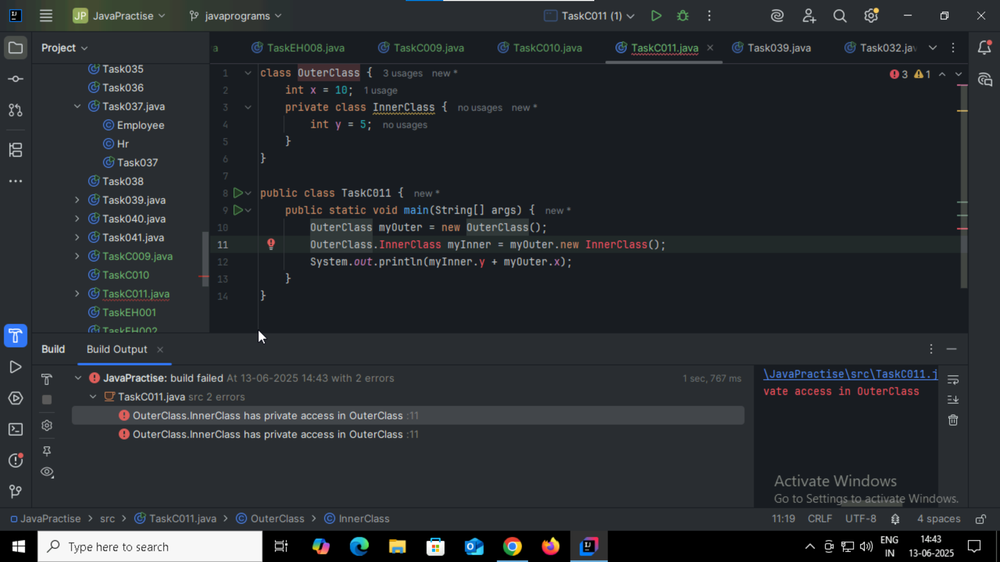 JP JavaPractise javaprograms TaskC011 (1)
Project
a TaskEH008.java TaskC009.java TaskC010.java TaskC011.java Task039.java Task032.jav
Task035
Task036
Task037.java
Employee
Hr
Task037
Task038
Task039.java
Task040.java
Task041.java
TaskC009.java
TaskC010
TaskC011.java
TaskEH001
TaskEH002
3 1
1 class OuterClass { 3 usages new *
2 int x = 10; 1 usage
3 private class InnerClass { no usages new *
4 int y = 5; no usages
5 }
6 }
7
8 public class TaskC011 { new *
9 public static void main(String[] args) { new *
10 OuterClass myOuter = new OuterClass();
11 OuterClass.InnerClass myInner = myOuter.new InnerClass();
12 System.out.println(myInner.y + myOuter.x);
13 }
14 }
Build Build Output
JavaPractise: build failed At 13-06-2025 14:43 with 2 errors 1 sec, 767 ms
TaskC011.java src 2 errors
OuterClass.InnerClass has private access in OuterClass :11
OuterClass.InnerClass has private access in OuterClass :11
\JavaPractise\src\TaskC011.j
vate access in OuterClass
Activate Windows
Go to Settings to activate Windows.
JavaPractise > src > TaskC011.java > OuterClass > InnerClass 11:19 CRLF UTF-8 4 spaces
Type here to search
ENG
IN
14:43
13-06-2025